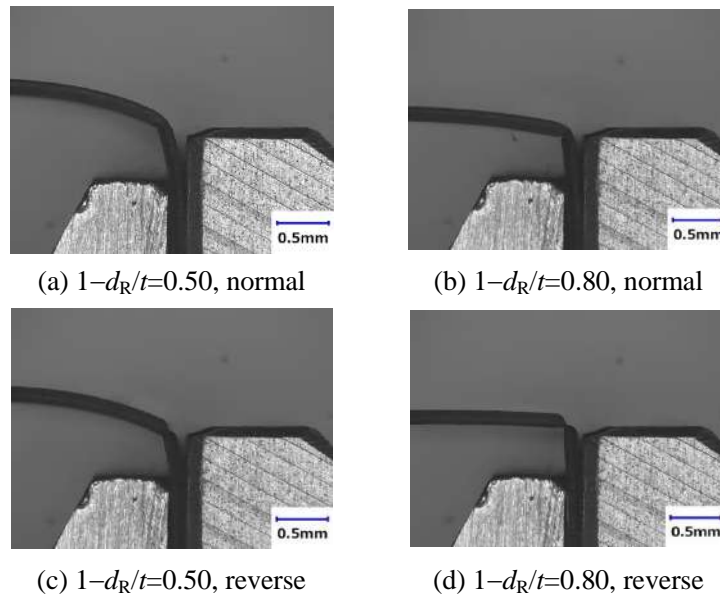 0.5mm
0.5mm
(a) 1−dR/t=0.50, normal
(b) 1−dR/t=0.80, normal
0.5mm
0.5mm
(c) 1−dR/t=0.50, reverse
(d) 1−dR/t=0.80, reverse